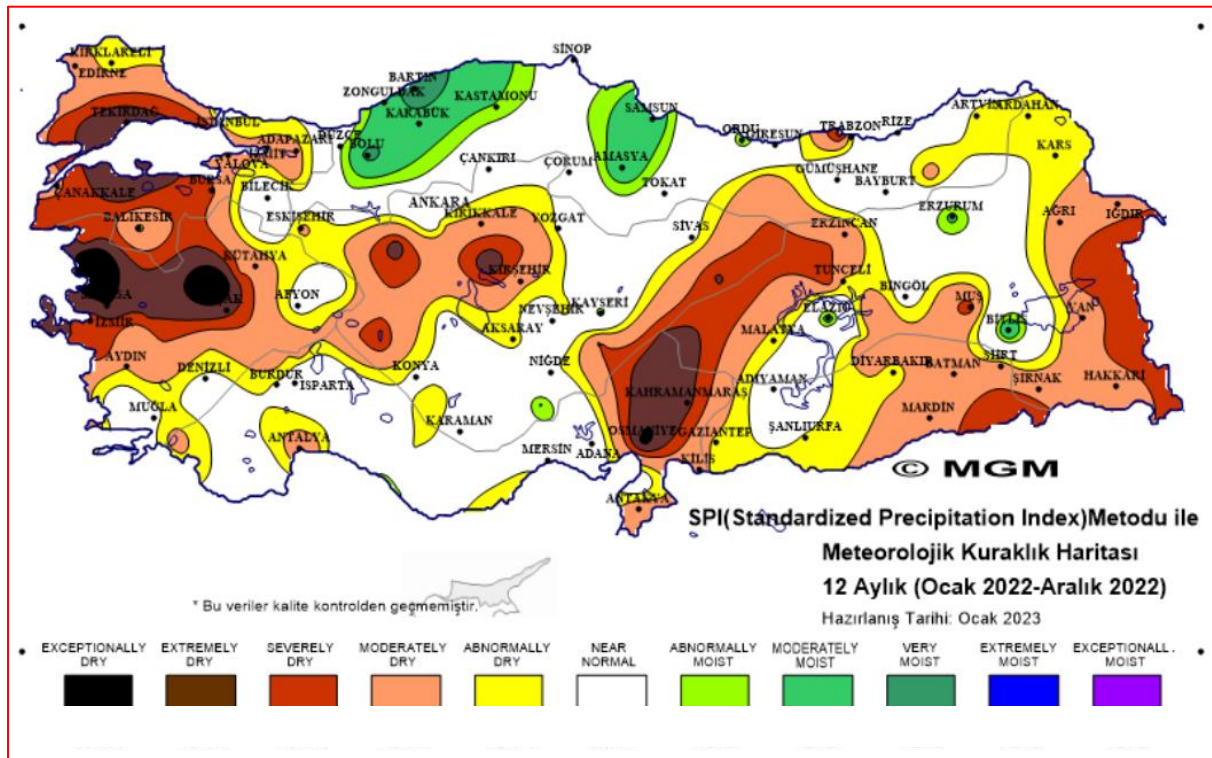 SİNOP
KIRKLARELİ
EDİRNE
BARTIN
ZONGULDAK
KASTAMONU
KARABÜK
TEKİRDAĞ
İSTANBUL
SAMSUN
ARTVİN
ARDAHAN
ORDU
GİRESUN
TRABZON
RİZE
ADAPAZARI
DÜZCE
İZMİT
BOLU
YALOVA
KARS
ÇANKIRI
ÇORUM
AMASYA
GÜMÜŞHANE
BURSA
ÇANAKKALE
BİLECİK
TOKAT
BAYBURT
ANKARA
ERZURUM
BALIKESİR
ESKİŞEHİR
KIRIKKALE
YOZGAT
SİVAS
ERZİNCAN
AĞRI
IĞDIR
KÜTAHYA
KIRŞEHİR
TUNCELİ
BİNGÖL
MUŞ
AFYON
NEVŞEHİR
KAYSERİ
ELAZIĞ
VAN
İZMİR
AKSARAY
MALATYA
BİTLİS
AYDIN
DENİZLİ
BURDUR
ISPARTA
KONYA
NİĞDE
DİYARBAKIR
BATMAN
SİİRT
ŞIRNAK
HAKKARİ
KAHRAMANMARAŞ
ADIYAMAN
MUĞLA
KARAMAN
MARDİN
ANTALYA
OSMANİYE
GAZİANTEP
ŞANLIURFA
MERSİN
ADANA
KİLİS
ANTAKYA
© MGM
SPI(Standardized Precipitation Index)Metodu ile
Meteorolojik Kuraklık Haritası
12 Aylık (Ocak 2022-Aralık 2022)
Hazırlanış Tarihi: Ocak 2023
* Bu veriler kalite kontrolden geçmemiştir.
EXCEPTIONALLY DRY
EXTREMELY DRY
SEVERELY DRY
MODERATELY DRY
ABNORMALLY DRY
NEAR NORMAL
ABNORMALLY MOIST
MODERATELY MOIST
VERY MOIST
EXTREMELY MOIST
EXCEPTIONALL. MOIST